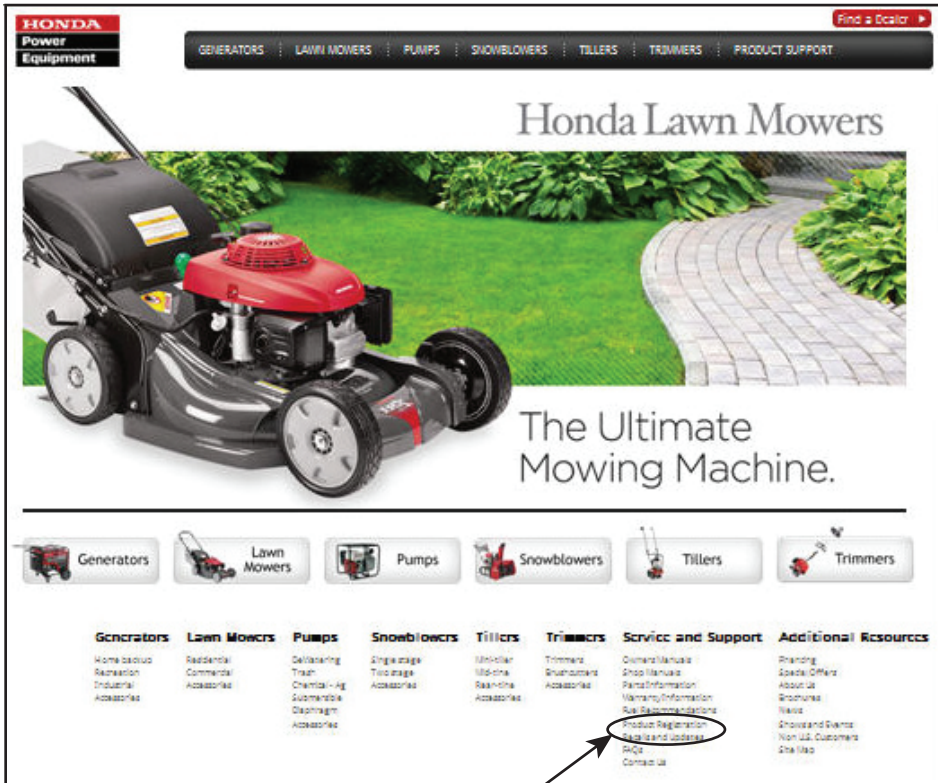 HONDA
Power
Equipment
Find a Dealer
GENERATORS LAWN MOWERS PUMPS SNOWBLOWERS TILLERS TRIMMERS PRODUCT SUPPORT
Honda Lawn Mowers
The Ultimate
Mowing Machine.
Generators
Lawn
Mowers
Pumps
Snowblowers
Tillers
Trimmers
Generators
Home backup
Recreation
Industrial
Accessories
Lawn Mowers
Residential
Commercial
Accessories
Pumps
DeWatering
Trash
Chemical - Ag
Submersible
Diaphragm
Accessories
Snowblowers
Single stage
Two stage
Accessories
Tillers
Mini-tiller
Mid-tine
Rear-tine
Accessories
Trimmers
Trimmers
Brushcutters
Accessories
Service and Support
Owners Manuals
Shop Manuals
Parts Information
Warranty Information
Fuel Recommendations
Product Registration
Recalls and Updates
FAQs
Contact Us
Additional Resources
Financing
Special Offers
About Us
Brochures
News
Shows and Events
Non U.S. Customers
Site Map